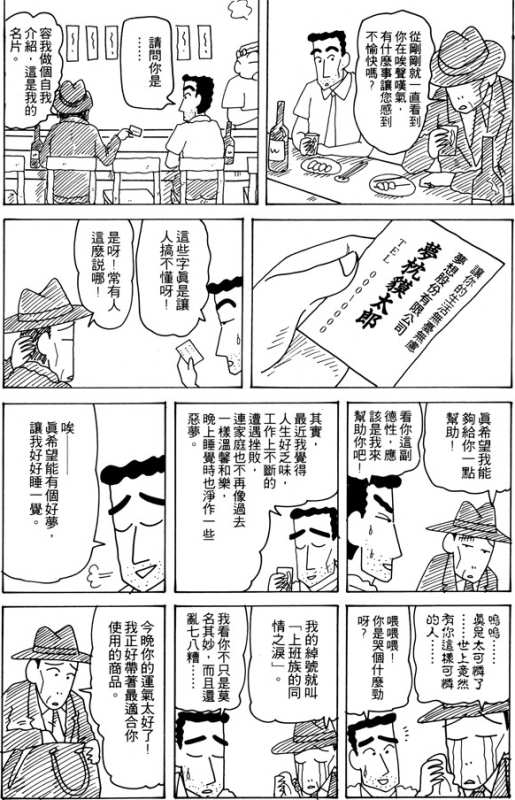 從剛剛就一直看到
你在唉聲嘆氣，
有什麼事讓您感到
不愉快嗎？
請問你是
……
容我做個自我
介紹，這是我的
名片。
讓你的生活無憂無慮
夢想股份有限公司
夢枕貘太郎
TEL 001 0000
這些字真是讓
人搞不懂呀！
是呀！常有人
這麼說哪！
真希望我能
夠給你一點
幫助！
看你這副
德性，應
該是我來
幫助你吧！
其實，
最近我覺得
人生好乏味，
工作上不斷的
遭遇挫敗，
連家庭也不再像過去
一樣溫馨和樂，
晚上睡覺時也淨作一些
惡夢。
唉——
真希望能有個好夢，
讓我好好睡一覺。
嗚嗚……
真是太可憐了
……世上竟然
有你這樣可憐
的人……
喂喂喂！
你是哭個什麼勁
呀？
我的綽號就叫
「上班族的同
情之淚」。
我看你不只是莫
名其妙，而且還
亂七八糟……
今晚你的運氣太好了！
我正好帶著最適合你
使用的商品。